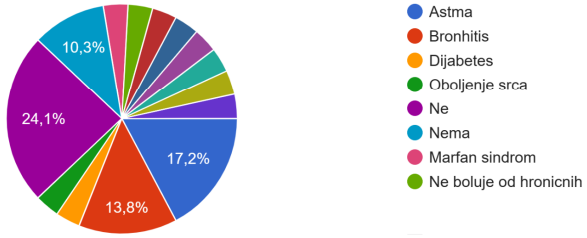 10,3%
24,1%
17,2%
13,8%
Astma
Bronhitis
Dijabetes
Oboljenje srca
Ne
Nema
Marfan sindrom
Ne boluje od hronicnih